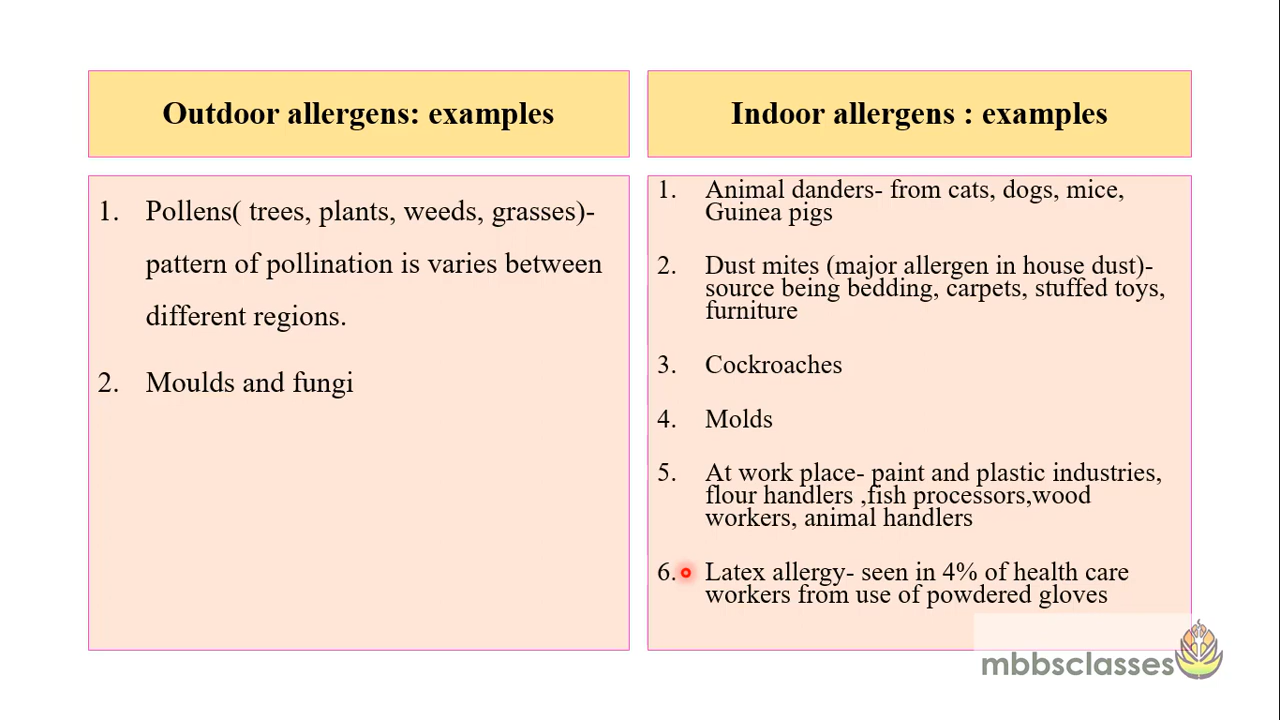 Outdoor allergens: examples
1. Pollens( trees, plants, weeds, grasses)-
pattern of pollination is varies between
different regions.
2. Moulds and fungi
Indoor allergens : examples
1. Animal danders- from cats, dogs, mice,
Guinea pigs
2. Dust mites (major allergen in house dust)-
source being bedding, carpets, stuffed toys,
furniture
3. Cockroaches
4. Molds
5. At work place- paint and plastic industries,
flour handlers ,fish processors,wood
workers, animal handlers
6. Latex allergy- seen in 4% of health care
workers from use of powdered gloves
mbbsclasses